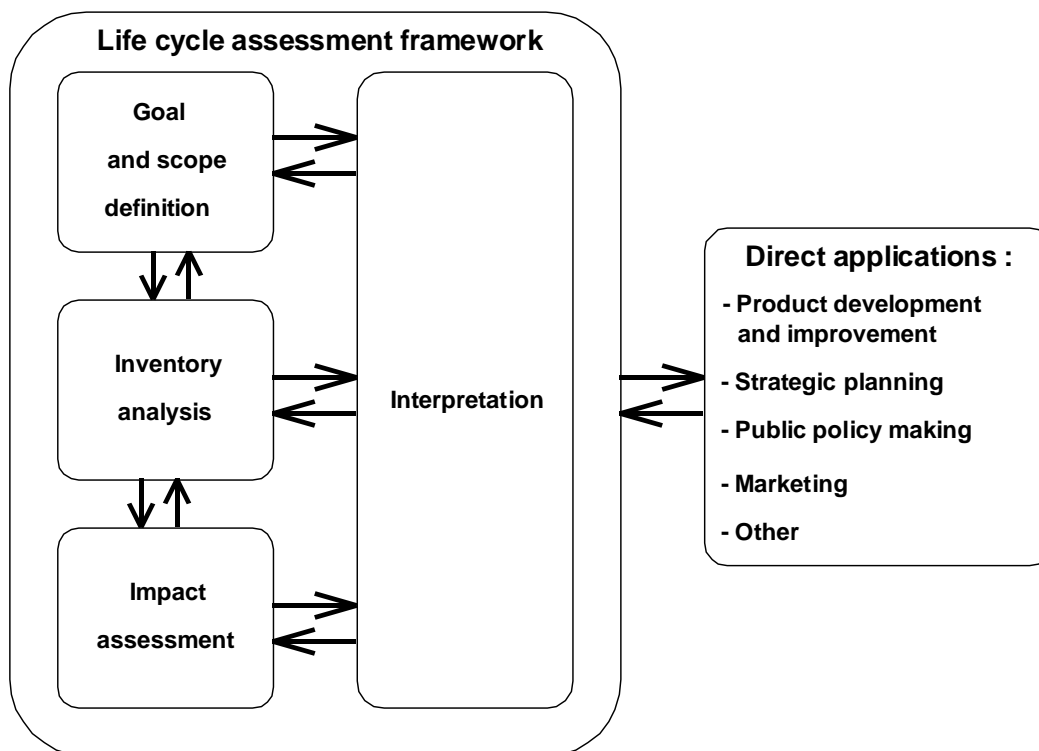 Life cycle assessment framework
Goal
and scope
definition
Inventory
analysis
Impact
assessment
Interpretation
Direct applications :
- Product development
and improvement
- Strategic planning
- Public policy making
- Marketing
- Other